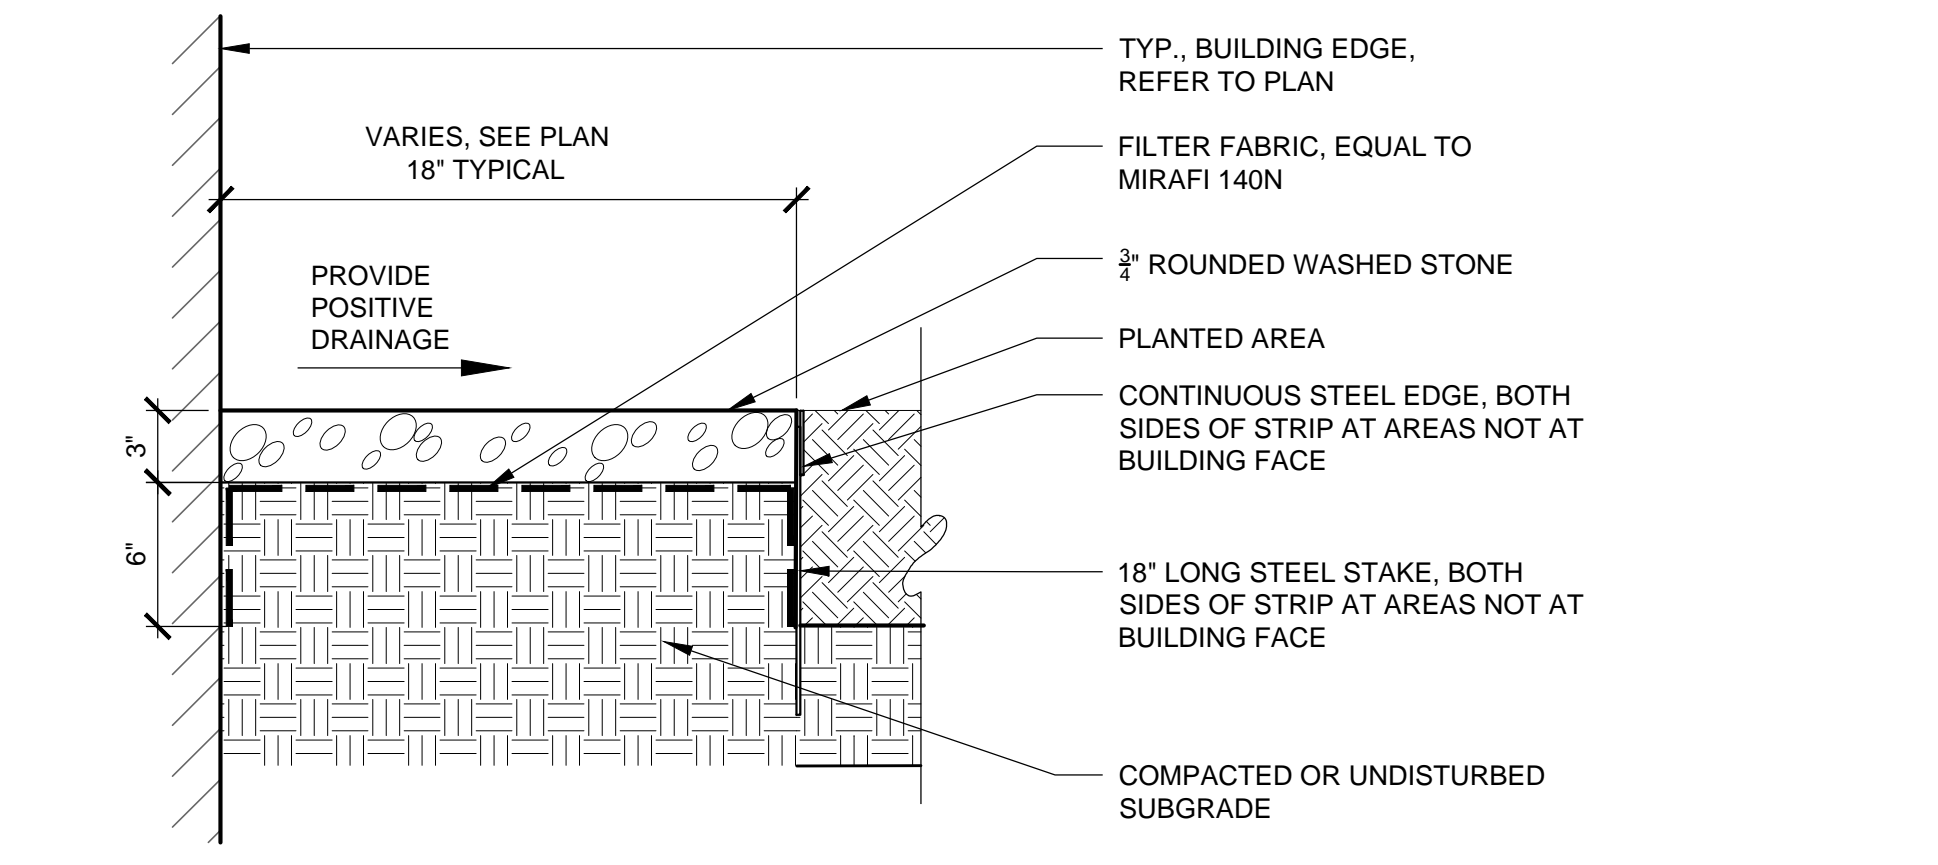 TYP., BUILDING EDGE,
REFER TO PLAN
VARIES, SEE PLAN
18" TYPICAL
FILTER FABRIC, EQUAL TO
MIRAFI 140N
3/4" ROUNDED WASHED STONE
PROVIDE
POSITIVE
DRAINAGE
PLANTED AREA
CONTINUOUS STEEL EDGE, BOTH
SIDES OF STRIP AT AREAS NOT AT
BUILDING FACE
3"
6"
18" LONG STEEL STAKE, BOTH
SIDES OF STRIP AT AREAS NOT AT
BUILDING FACE
COMPACTED OR UNDISTURBED
SUBGRADE